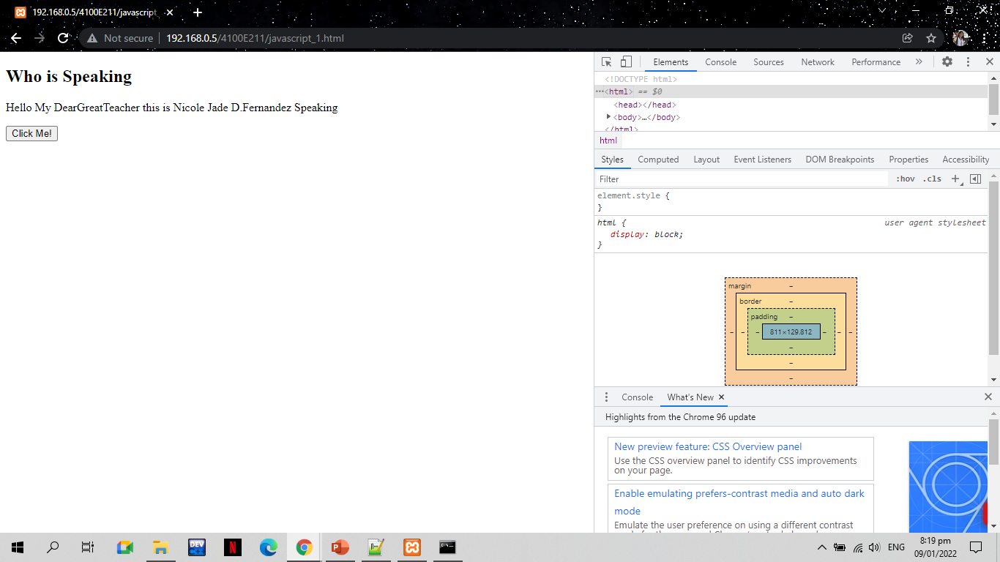 192.168.0.5/4100E211/javascript
Not secure
192.168.0.5/4100E211/javascript_1.html
Who is Speaking
Hello My DearGreatTeacher this is Nicole Jade D.Fernandez Speaking
Click Me!
Elements Console Sources Network Performance »
<!DOCTYPE html>
…<html> == $0
<head></head>
<body>…</body>
</html>
html
Styles Computed Layout Event Listeners DOM Breakpoints Properties Accessibility
Filter
:hov .cls +
element.style {
}
html {
user agent stylesheet
display: block;
}
margin –
border –
padding –
– – – 811×129.812 – – –
–
–
–
Console What's New
Highlights from the Chrome 96 update
New preview feature: CSS Overview panel
Use the CSS overview panel to identify CSS improvements
on your page.
Enable emulating prefers-contrast media and auto dark
mode
Emulate the user preference on using a different contrast
DEV
N
ENG
8:19 pm
09/01/2022